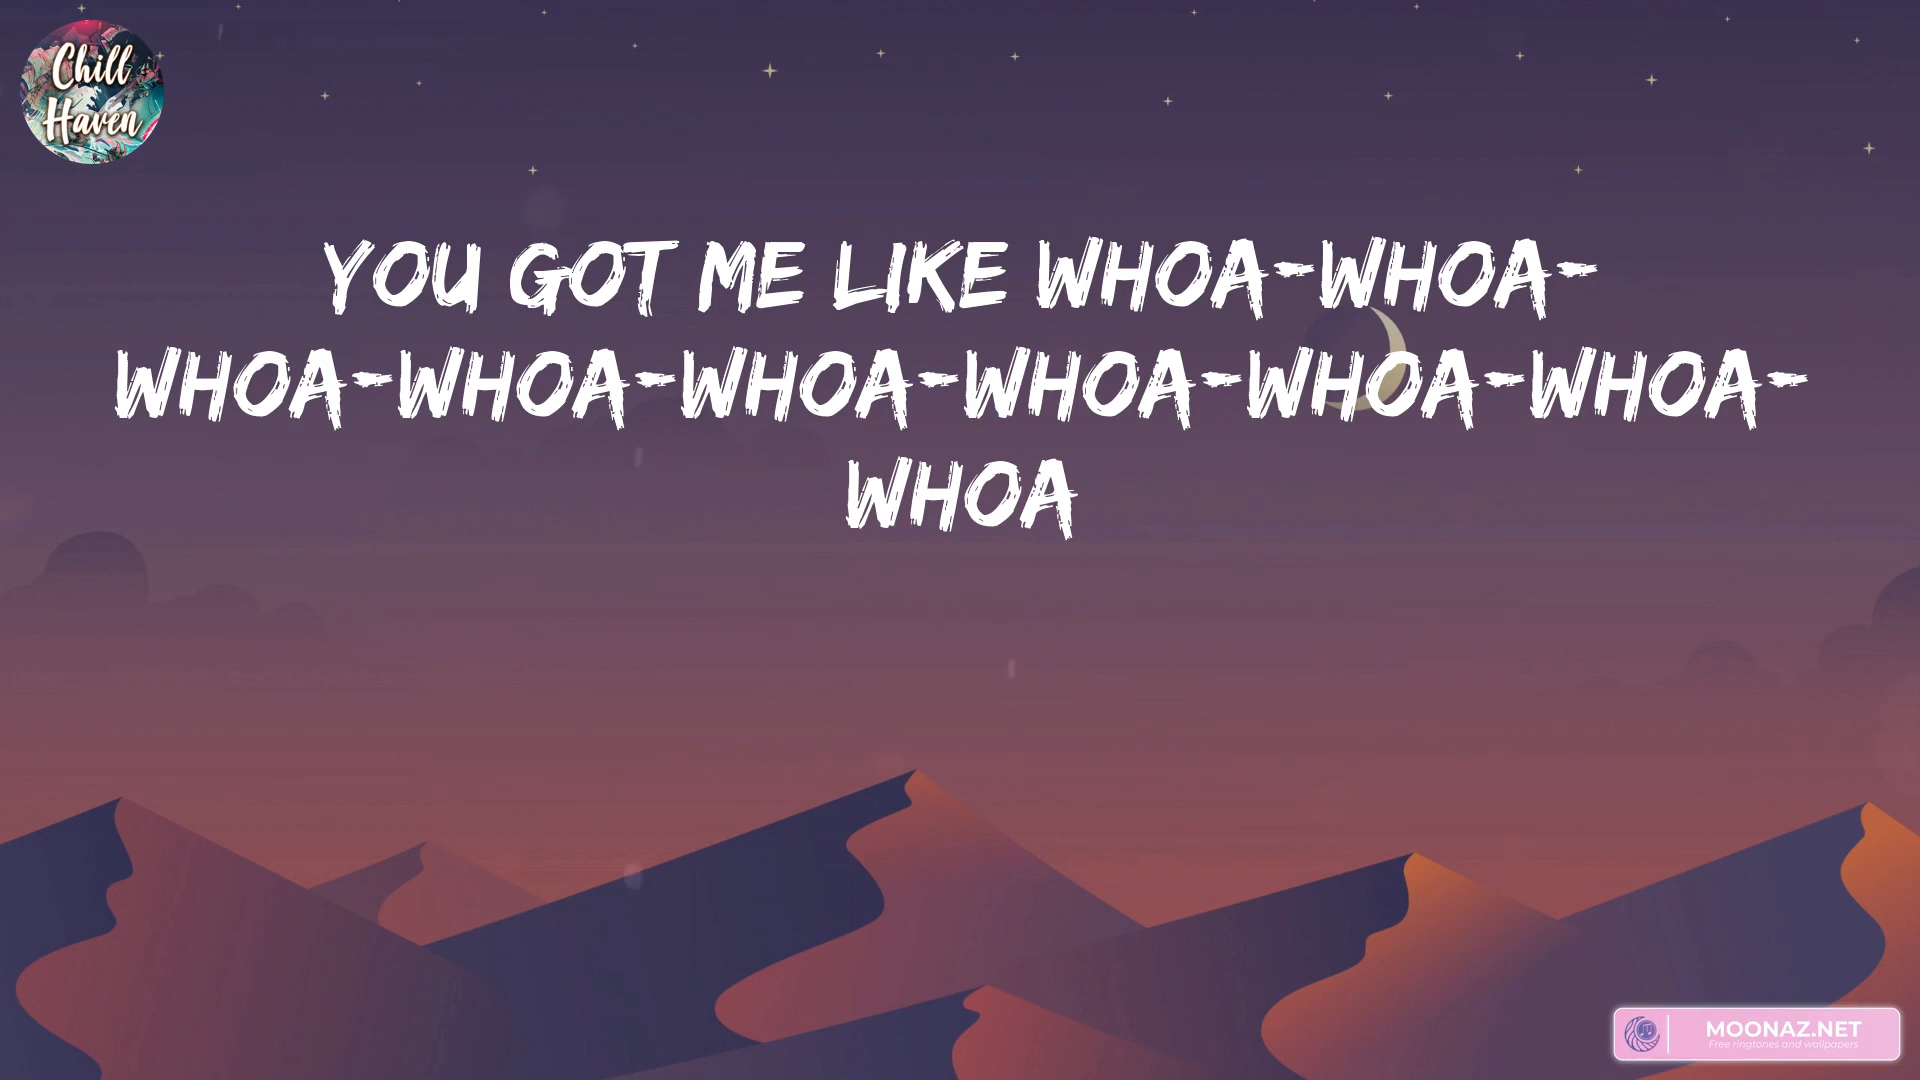 Chill
Haven
YOU GOT ME LIKE WHOA-WHOA-
WHOA-WHOA-WHOA-WHOA-WHOA-WHOA-
WHOA
MOONAZ.NET
Free ringtones and wallpapers